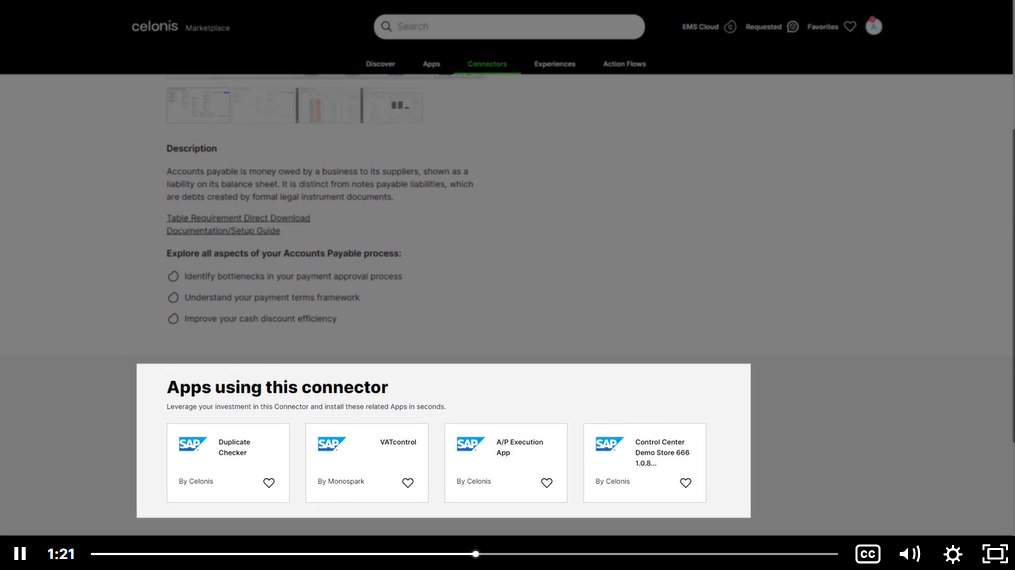 celonis Marketplace
Search
EMS Cloud
Requested
Favorites
A
Discover
Apps
Connectors
Experiences
Action Flows
Description
Accounts payable is money owed by a business to its suppliers, shown as a
liability on its balance sheet. It is distinct from notes payable liabilities, which
are debts created by formal legal instrument documents.
Table Requirement Direct Download
Documentation/Setup Guide
Explore all aspects of your Accounts Payable process:
Identify bottlenecks in your payment approval process
Understand your payment terms framework
Improve your cash discount efficiency
Apps using this connector
Leverage your investment in this Connector and install these related Apps in seconds.
SAP
Duplicate
Checker
By Celonis
SAP
VATcontrol
By Monospark
SAP
A/P Execution
App
By Celonis
SAP
Control Center
Demo Store 666
1.0.8...
By Celonis
1:21
CC